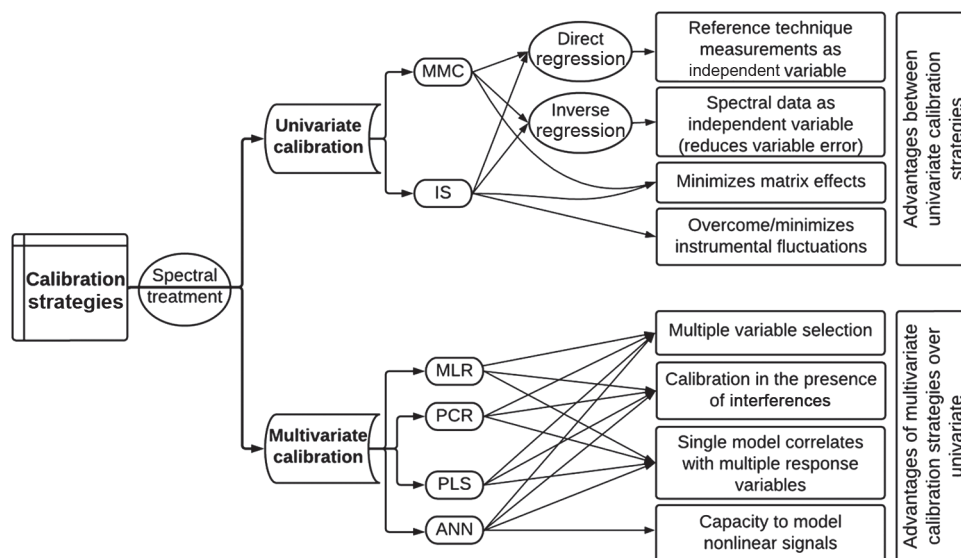 Calibration
strategies
Spectral
treatment
Univariate
calibration
MMC
IS
Direct
regression
Inverse
regression
Reference technique
measurements as
independent variable
Spectral data as
independent variable
(reduces variable error)
Minimizes matrix effects
Overcome/minimizes
instrumental fluctuations
Advantages between
univariate calibration
strategies
Multivariate
calibration
MLR
PCR
PLS
ANN
Multiple variable selection
Calibration in the presence
of interferences
Single model correlates
with multiple response
variables
Capacity to model
nonlinear signals
Advantages of multivariate
calibration strategies over
univariate